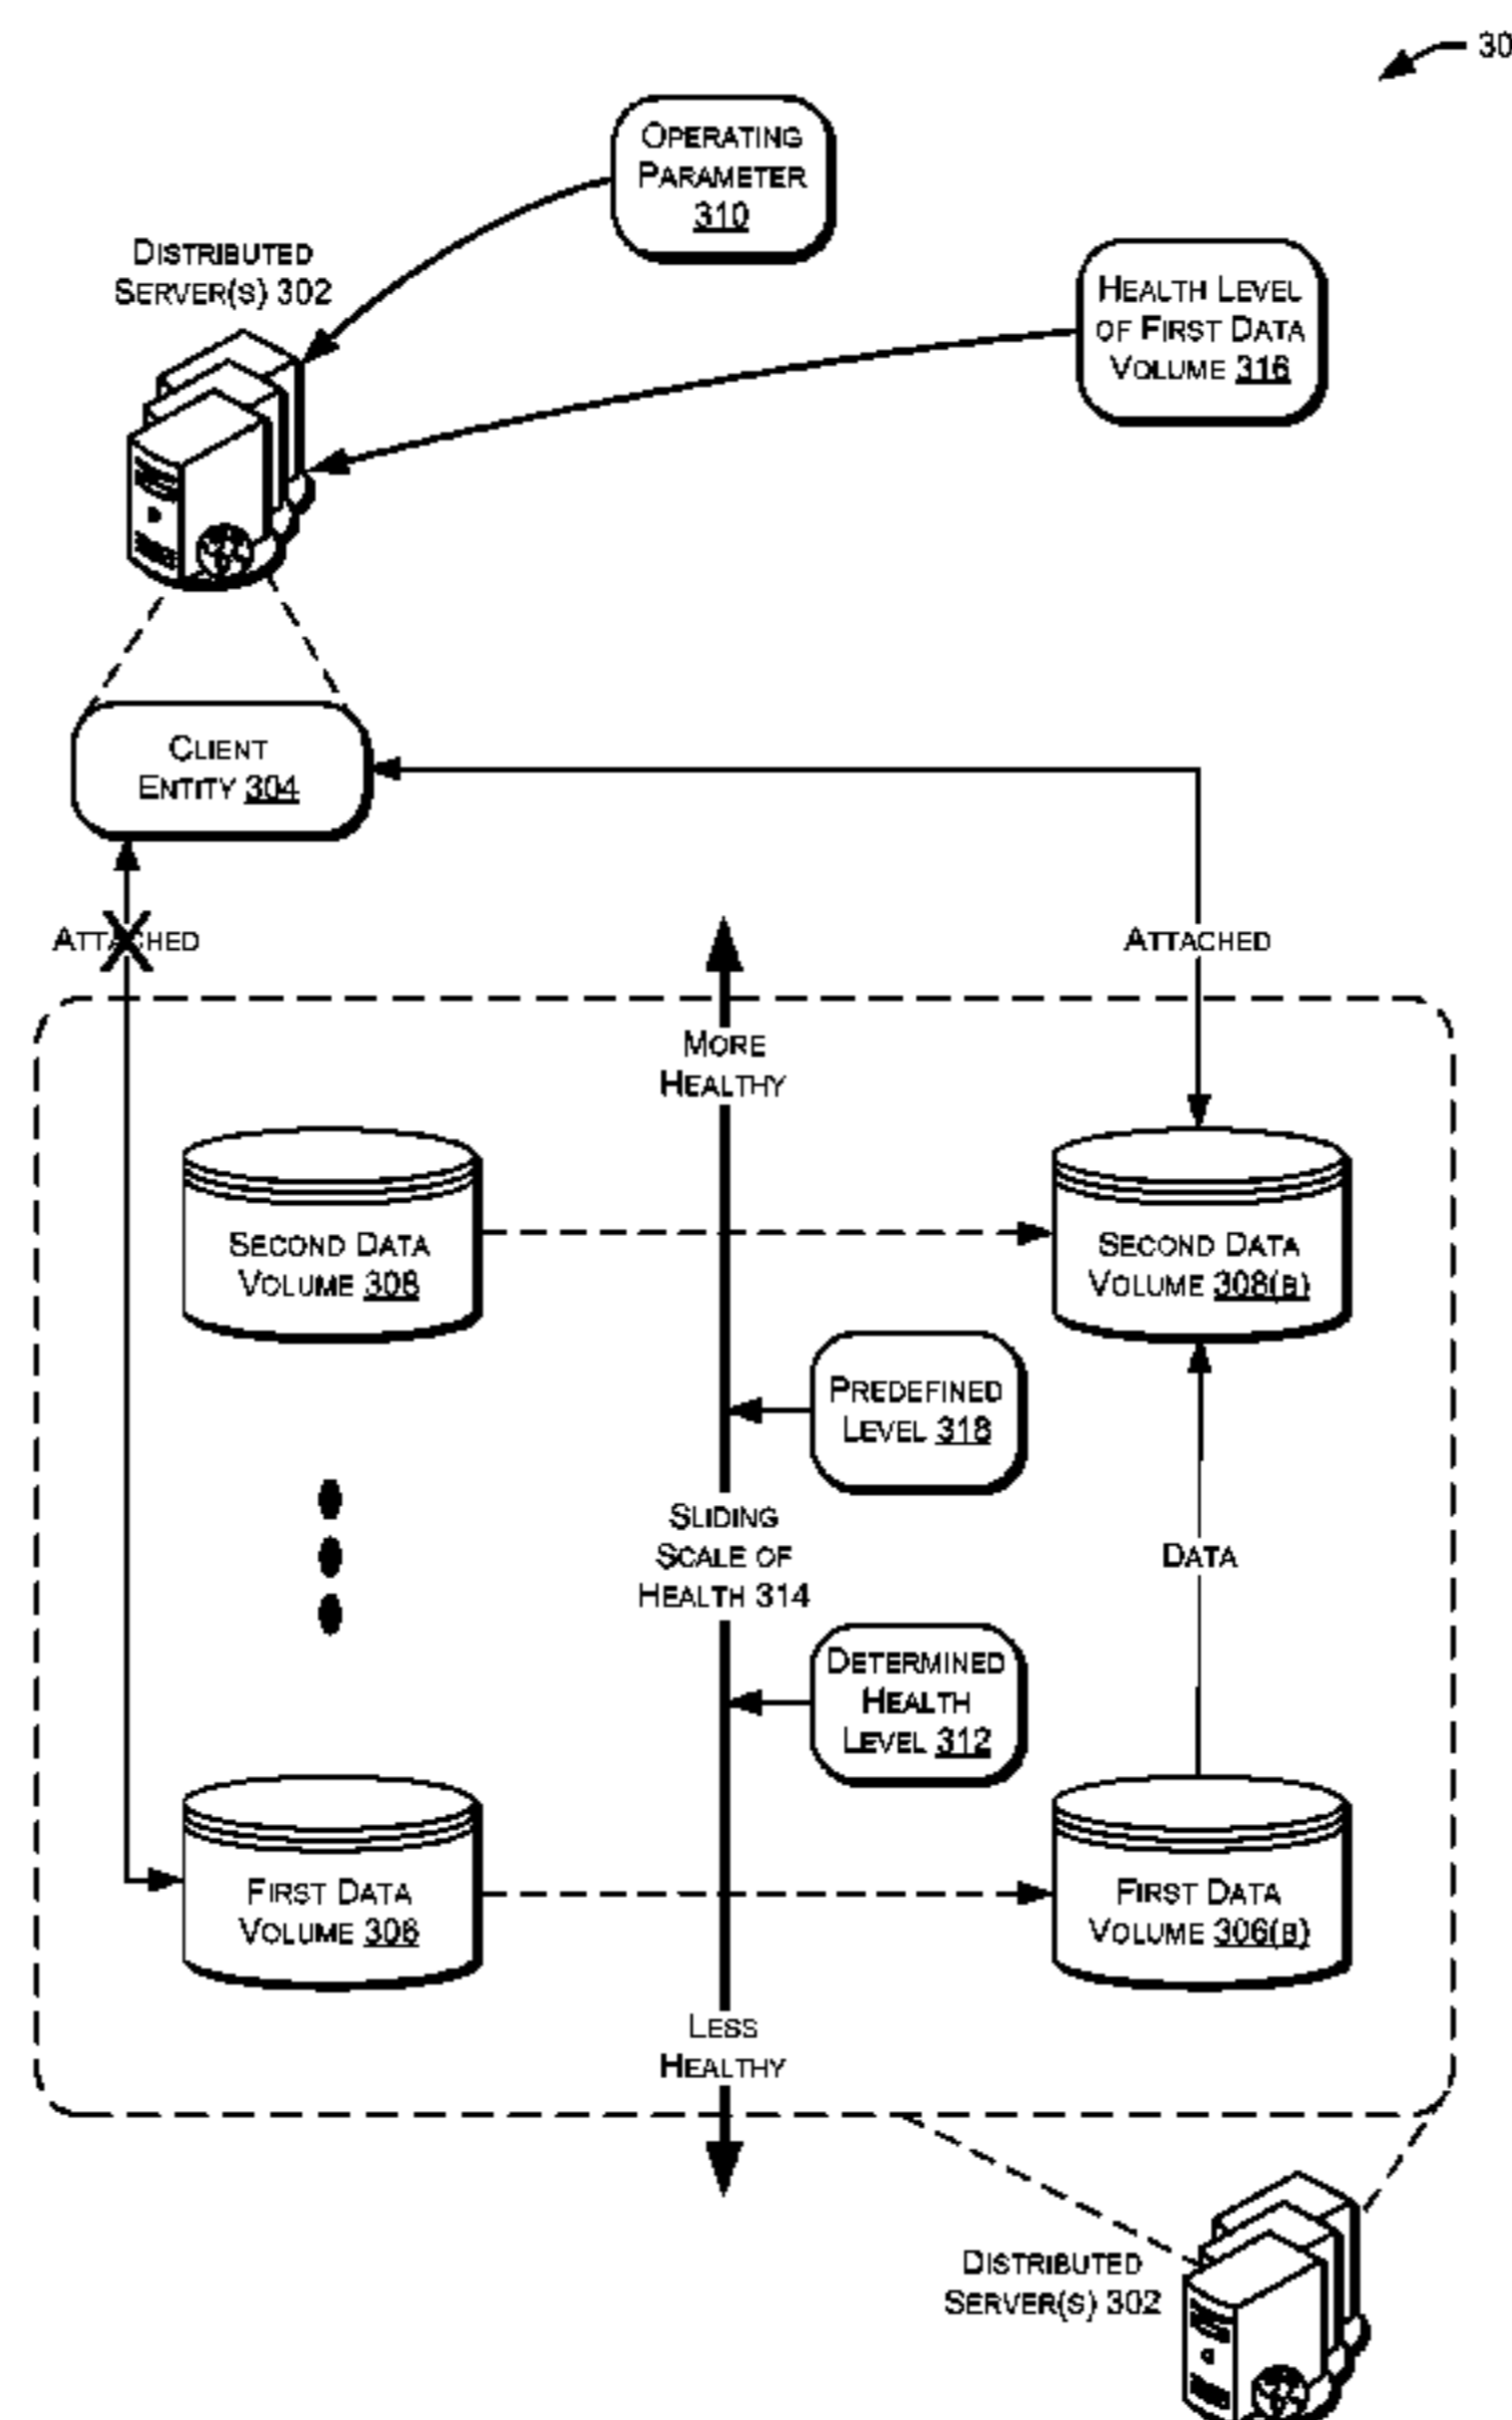 30
OPERATING
PARAMETER
310
DISTRIBUTED
SERVER(S) 302
HEALTH LEVEL
OF FIRST DATA
VOLUME 316
CLIENT
ENTITY 304
ATTACHED
ATTACHED
MORE
HEALTHY
SECOND DATA
VOLUME 308
SECOND DATA
VOLUME 308(B)
PREDEFINED
LEVEL 318
SLIDING
SCALE OF
HEALTH 314
DATA
DETERMINED
HEALTH
LEVEL 312
FIRST DATA
VOLUME 306
FIRST DATA
VOLUME 306(B)
LESS
HEALTHY
DISTRIBUTED
SERVER(S) 302